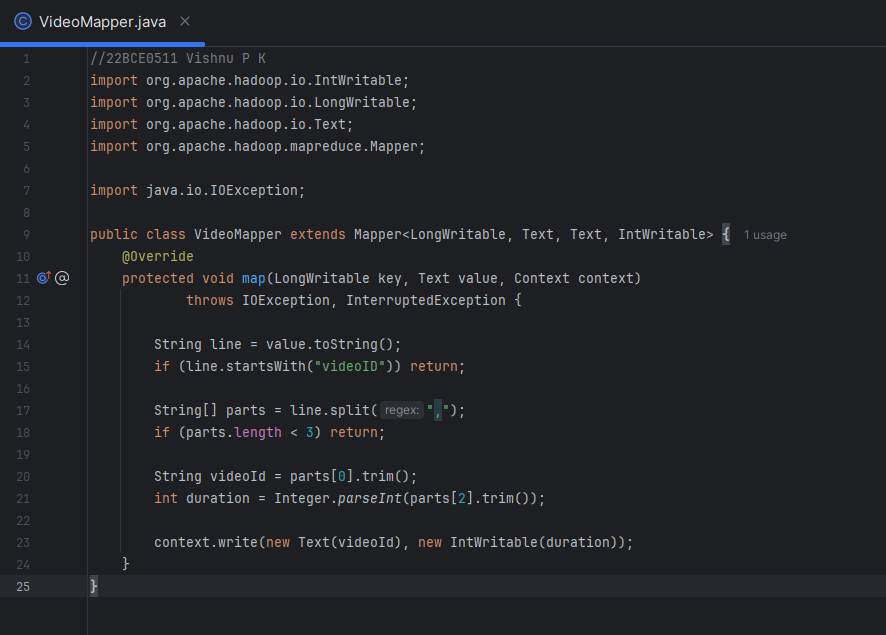 VideoMapper.java
1 //22BCE0511 Vishnu P K
2 import org.apache.hadoop.io.IntWritable;
3 import org.apache.hadoop.io.LongWritable;
4 import org.apache.hadoop.io.Text;
5 import org.apache.hadoop.mapreduce.Mapper;
6
7 import java.io.IOException;
8
9 public class VideoMapper extends Mapper<LongWritable, Text, Text, IntWritable> { 1 usage
10     @Override
11     protected void map(LongWritable key, Text value, Context context)
12             throws IOException, InterruptedException {
13
14         String line = value.toString();
15         if (line.startsWith("videoID")) return;
16
17         String[] parts = line.split( regex: ",");
18         if (parts.length < 3) return;
19
20         String videoId = parts[0].trim();
21         int duration = Integer.parseInt(parts[2].trim());
22
23         context.write(new Text(videoId), new IntWritable(duration));
24     }
25 }